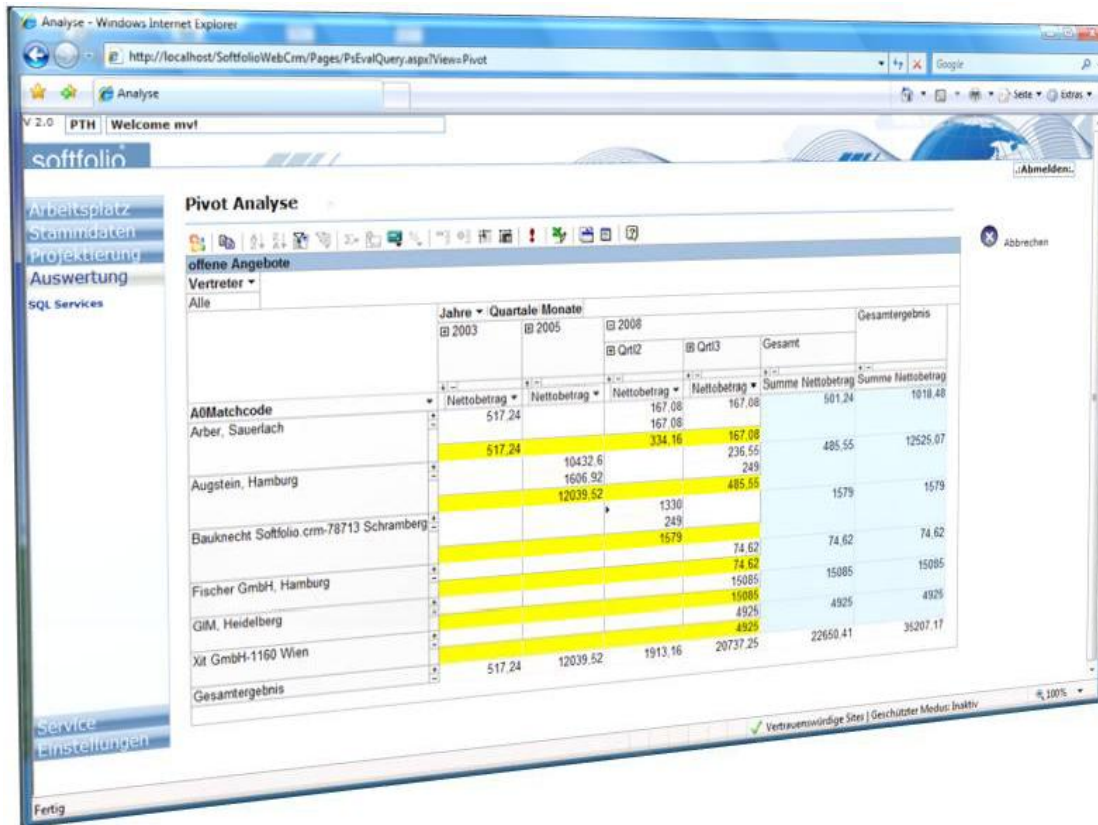 Analyse - Windows Internet Explorer
http://localhost/SoftfolioWebCrm/Pages/PsEvalQuery.aspx?View=Pivot
Google
Analyse
Seite Extras
V 2.0 PTH Welcome mv!
softfolio
.:Abmelden:.
Arbeitsplatz
Stammdaten
Projektierung
Auswertung
SQL Services
Pivot Analyse
Abbrechen
offene Angebote
Vertreter
Alle
Jahre Quartale Monate
2003 2005 2008 Gesamtergebnis
Qrtl2 Qrtl3 Gesamt
A0Matchcode Nettobetrag Nettobetrag Nettobetrag Nettobetrag Summe Nettobetrag Summe Nettobetrag
Arber, Sauerlach 517,24 167,08 167,08 501,24 1018,48
167,08
517,24 334,16 167,08
Augstein, Hamburg 10432,6 236,55 485,55 12525,07
1606,92 249
12039,52 485,55
Bauknecht Softfolio.crm-78713 Schramberg 1330 1579 1579
249
1579
Fischer GmbH, Hamburg 74,62 74,62 74,62
74,62
GIM, Heidelberg 15085 15085 15085
15085
Xit GmbH-1160 Wien 4925 4925 4925
4925
Gesamtergebnis 517,24 12039,52 1913,16 20737,25 22650,41 35207,17
Service
Einstellungen
Vertrauenswürdige Sites | Geschützter Modus: Inaktiv
100%
Fertig